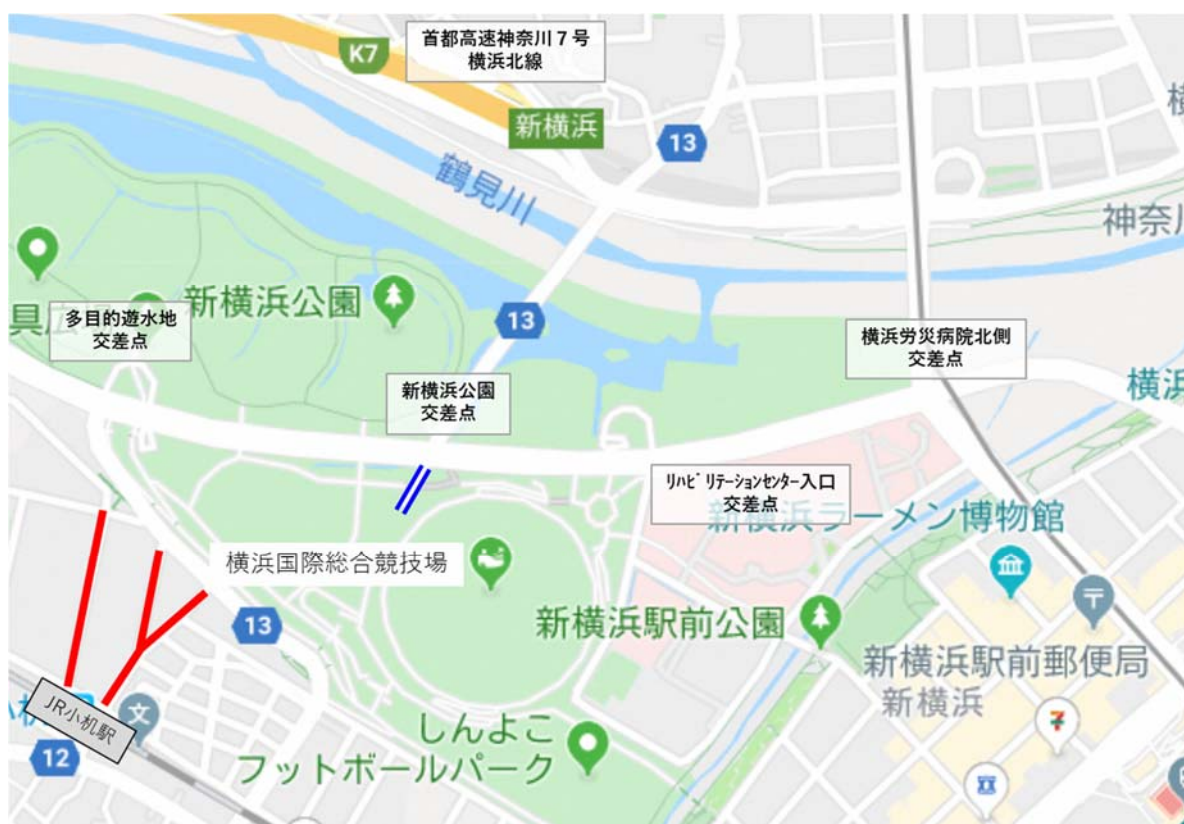 首都高速神奈川7号
横浜北線
K7
新横浜
13
鶴見川
神奈川
新横浜公園
13
多目的遊水地
交差点
横浜労災病院北側
交差点
新横浜公園
交差点
リハビリテーションセンター入口
交差点
新横浜ラーメン博物館
横浜国際総合競技場
13
新横浜駅前公園
新横浜駅前郵便局
新横浜
JR小机駅
文
12
しんよこ
フットボールパーク